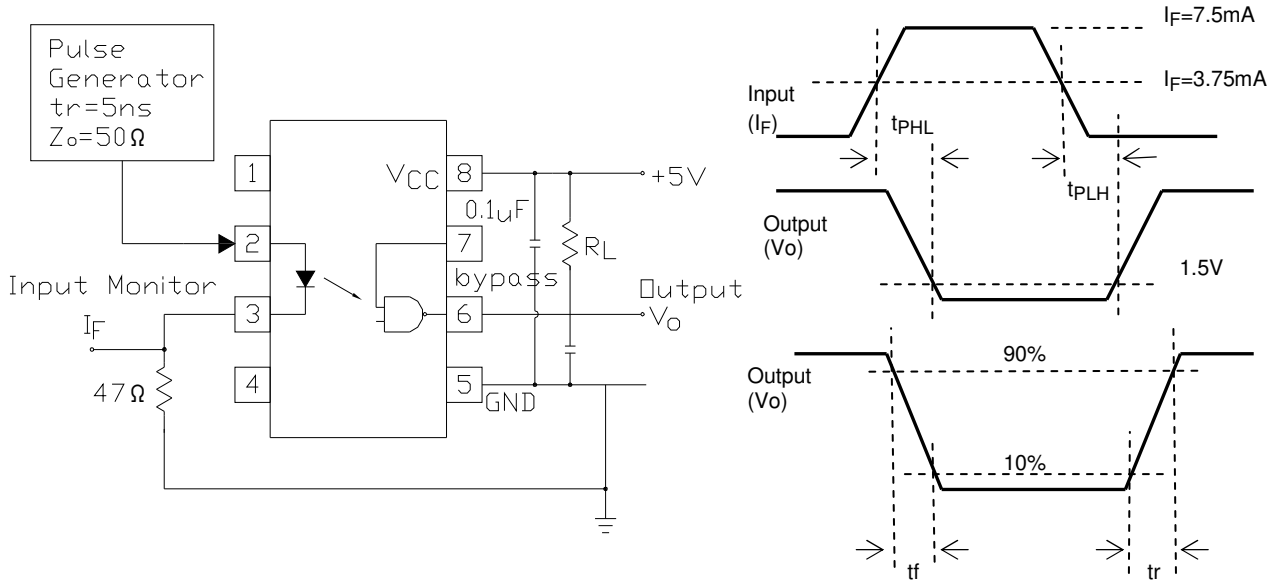 Pulse
Generator
tr=5ns
Zo=50Ω
1
2
3
4
VCC
8
7
6
5
0.1uF
bypass
RL
+5V
Output
Vo
GND
Input Monitor
IF
47Ω
IF=7.5mA
IF=3.75mA
Input
(IF)
tPHL
tPLH
Output
(Vo)
1.5V
Output
(Vo)
90%
10%
tf
tr